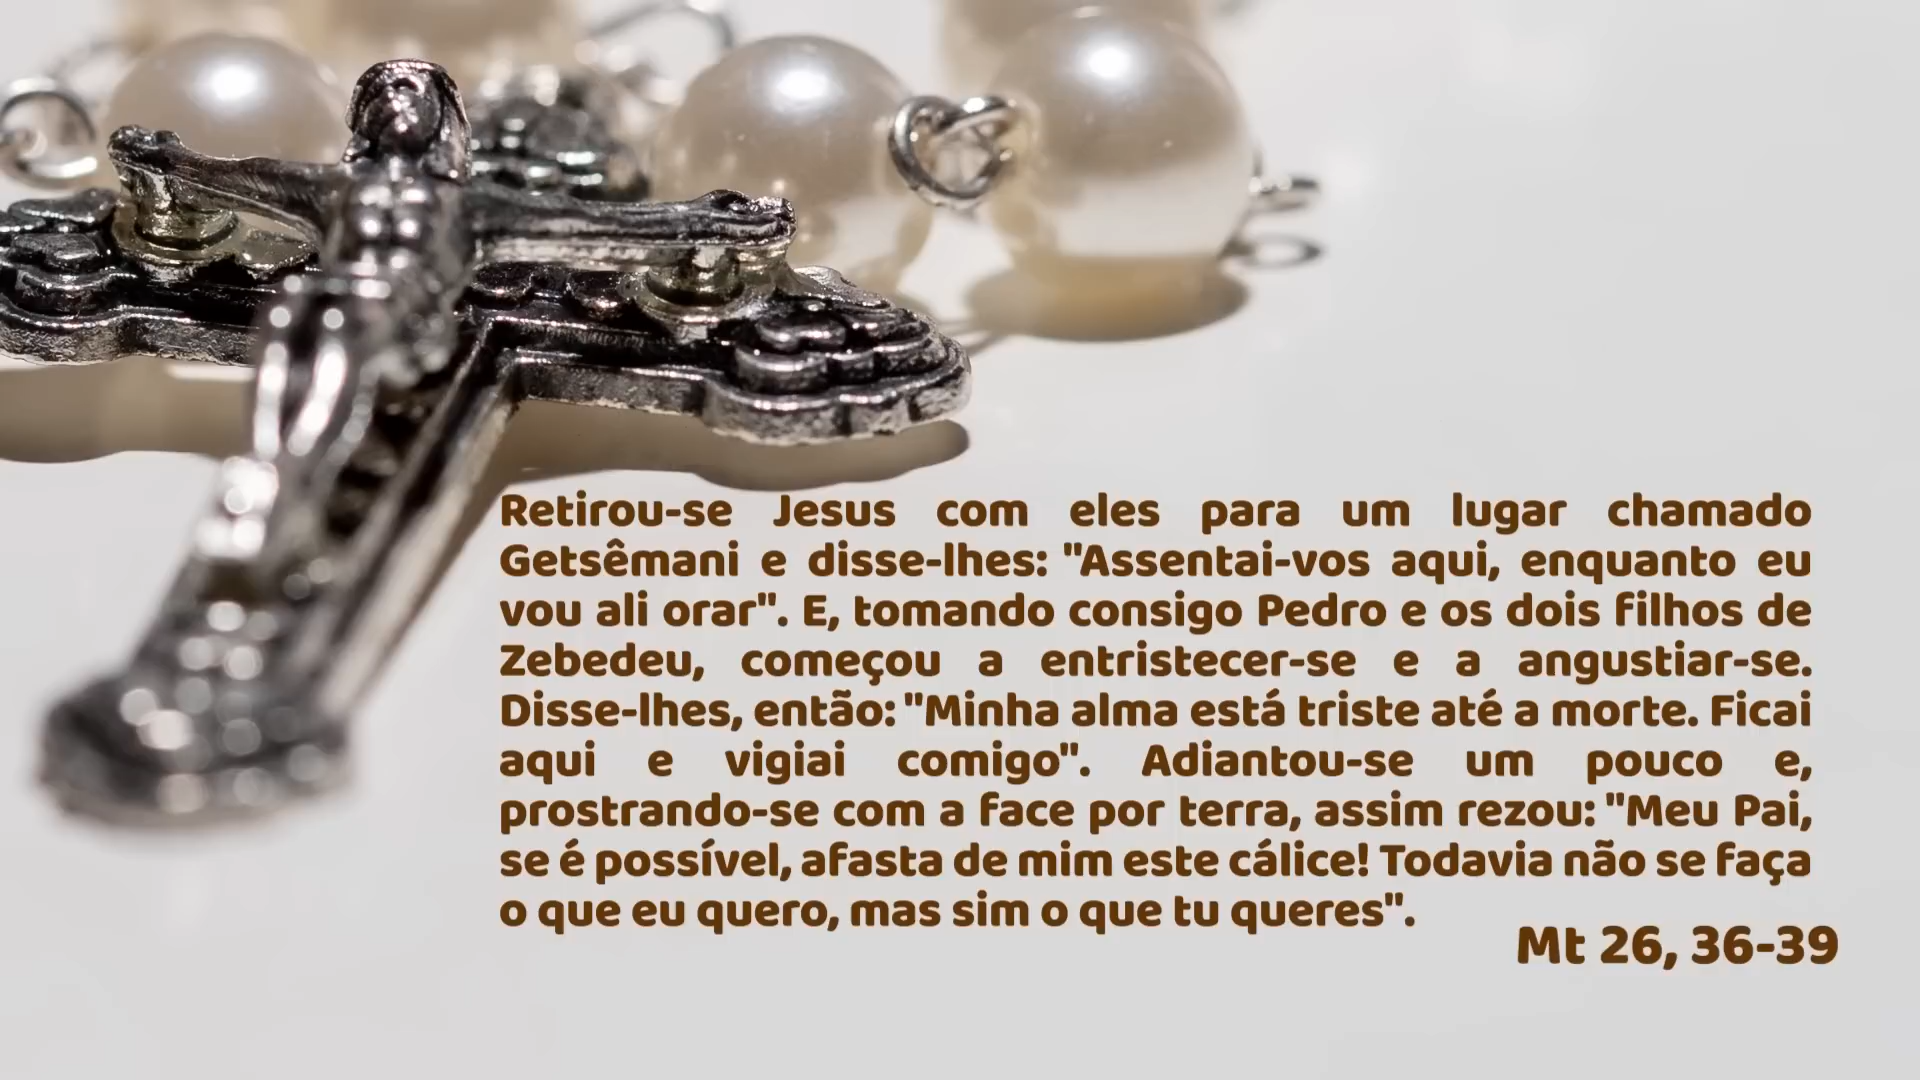 Retirou-se Jesus com eles para um lugar chamado
Getsêmani e disse-lhes: "Assentai-vos aqui, enquanto eu
vou ali orar". E, tomando consigo Pedro e os dois filhos de
Zebedeu, começou a entristecer-se e a angustiar-se.
Disse-lhes, então: "Minha alma está triste até a morte. Ficai
aqui e vigiai comigo". Adiantou-se um pouco e,
prostrando-se com a face por terra, assim rezou: "Meu Pai,
se é possível, afasta de mim este cálice! Todavia não se faça
o que eu quero, mas sim o que tu queres".
Mt 26, 36-39